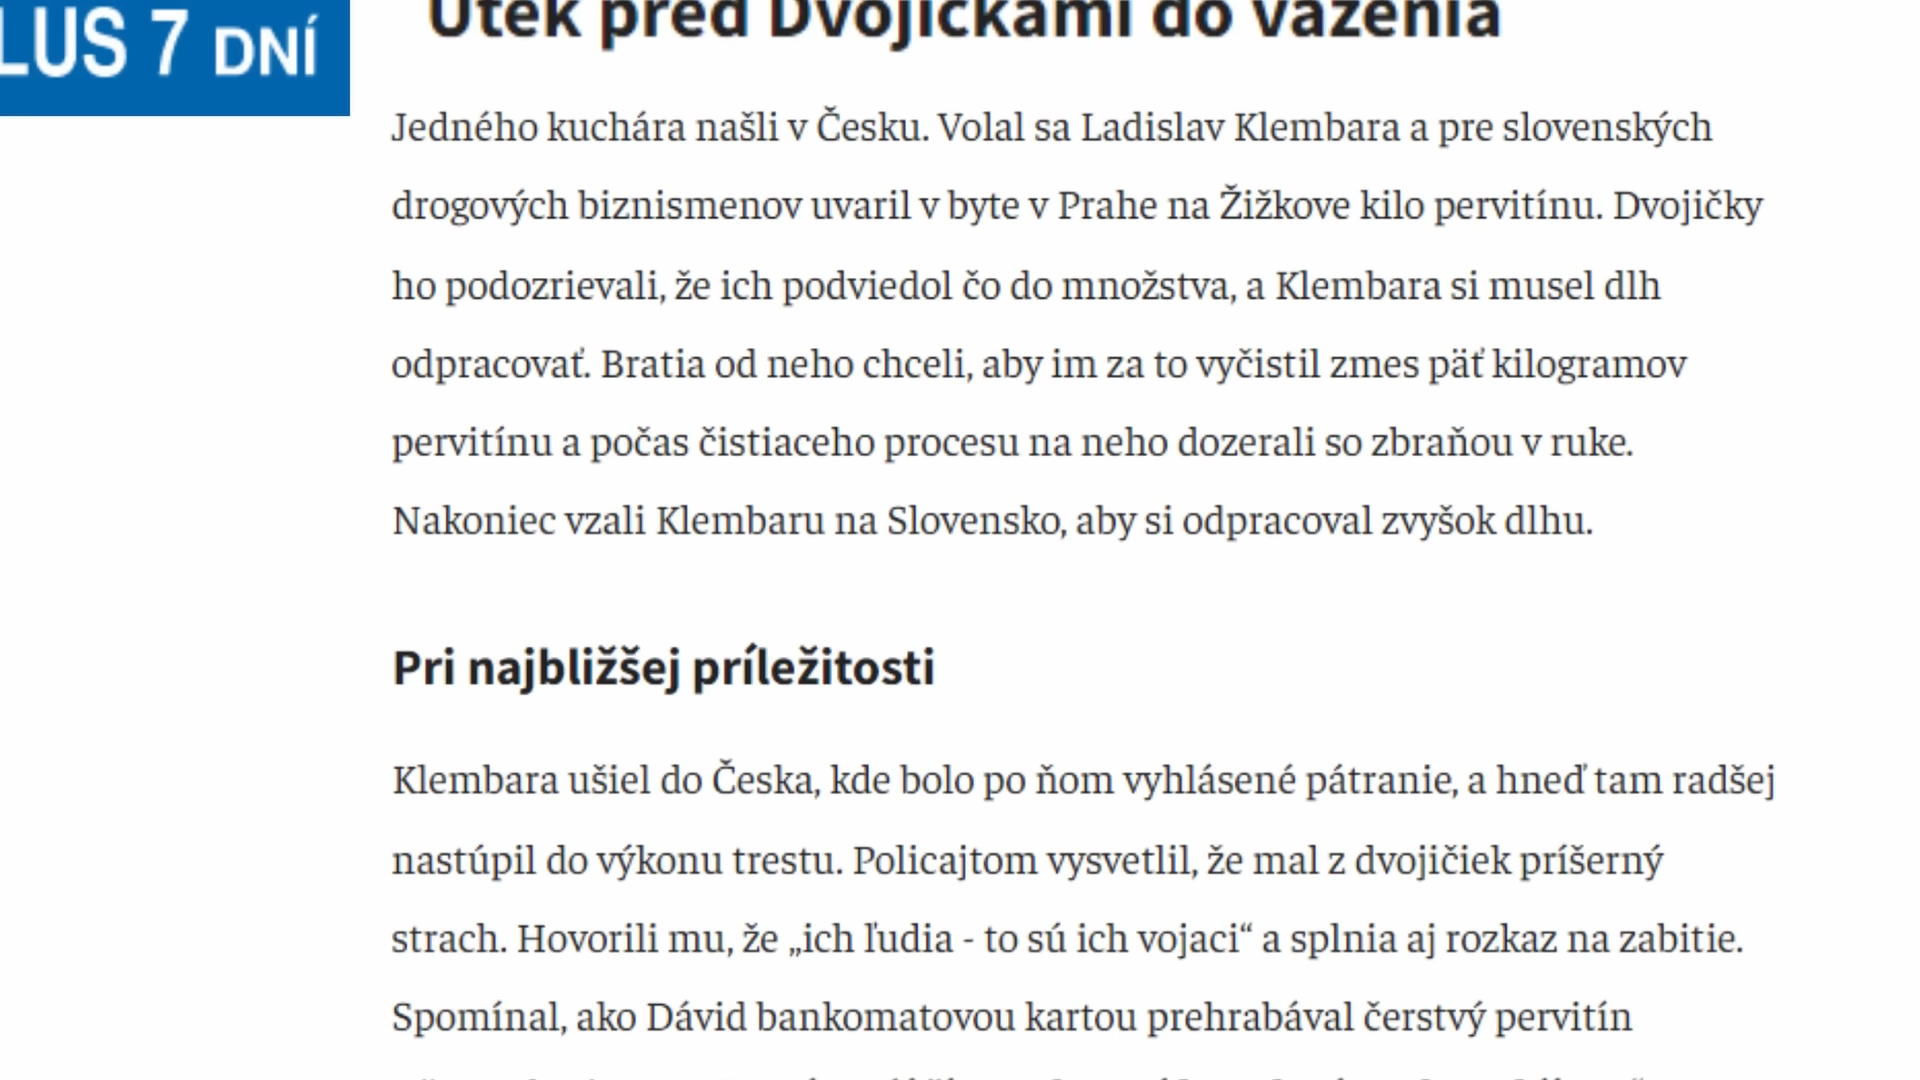 LUS 7 DNÍ
Útek pred Dvojičkami do väzenia
Jedného kuchára našli v Česku. Volal sa Ladislav Klembara a pre slovenských
drogových biznismenov uvaril v byte v Prahe na Žižkove kilo pervitínu. Dvojičky
ho podozrievali, že ich podviedol čo do množstva, a Klembara si musel dlh
odpracovať. Bratia od neho chceli, aby im za to vyčistil zmes päť kilogramov
pervitínu a počas čistiaceho procesu na neho dozerali so zbraňou v ruke.
Nakoniec vzali Klembaru na Slovensko, aby si odpracoval zvyšok dlhu.
Pri najbližšej príležitosti
Klembara ušiel do Česka, kde bolo po ňom vyhlásené pátranie, a hneď tam radšej
nastúpil do výkonu trestu. Policajtom vysvetlil, že mal z dvojičiek príšerný
strach. Hovorili mu, že „ich ľudia - to sú ich vojaci“ a splnia aj rozkaz na zabitie.
Spomínal, ako Dávid bankomatovou kartou prehrabával čerstvý pervitín